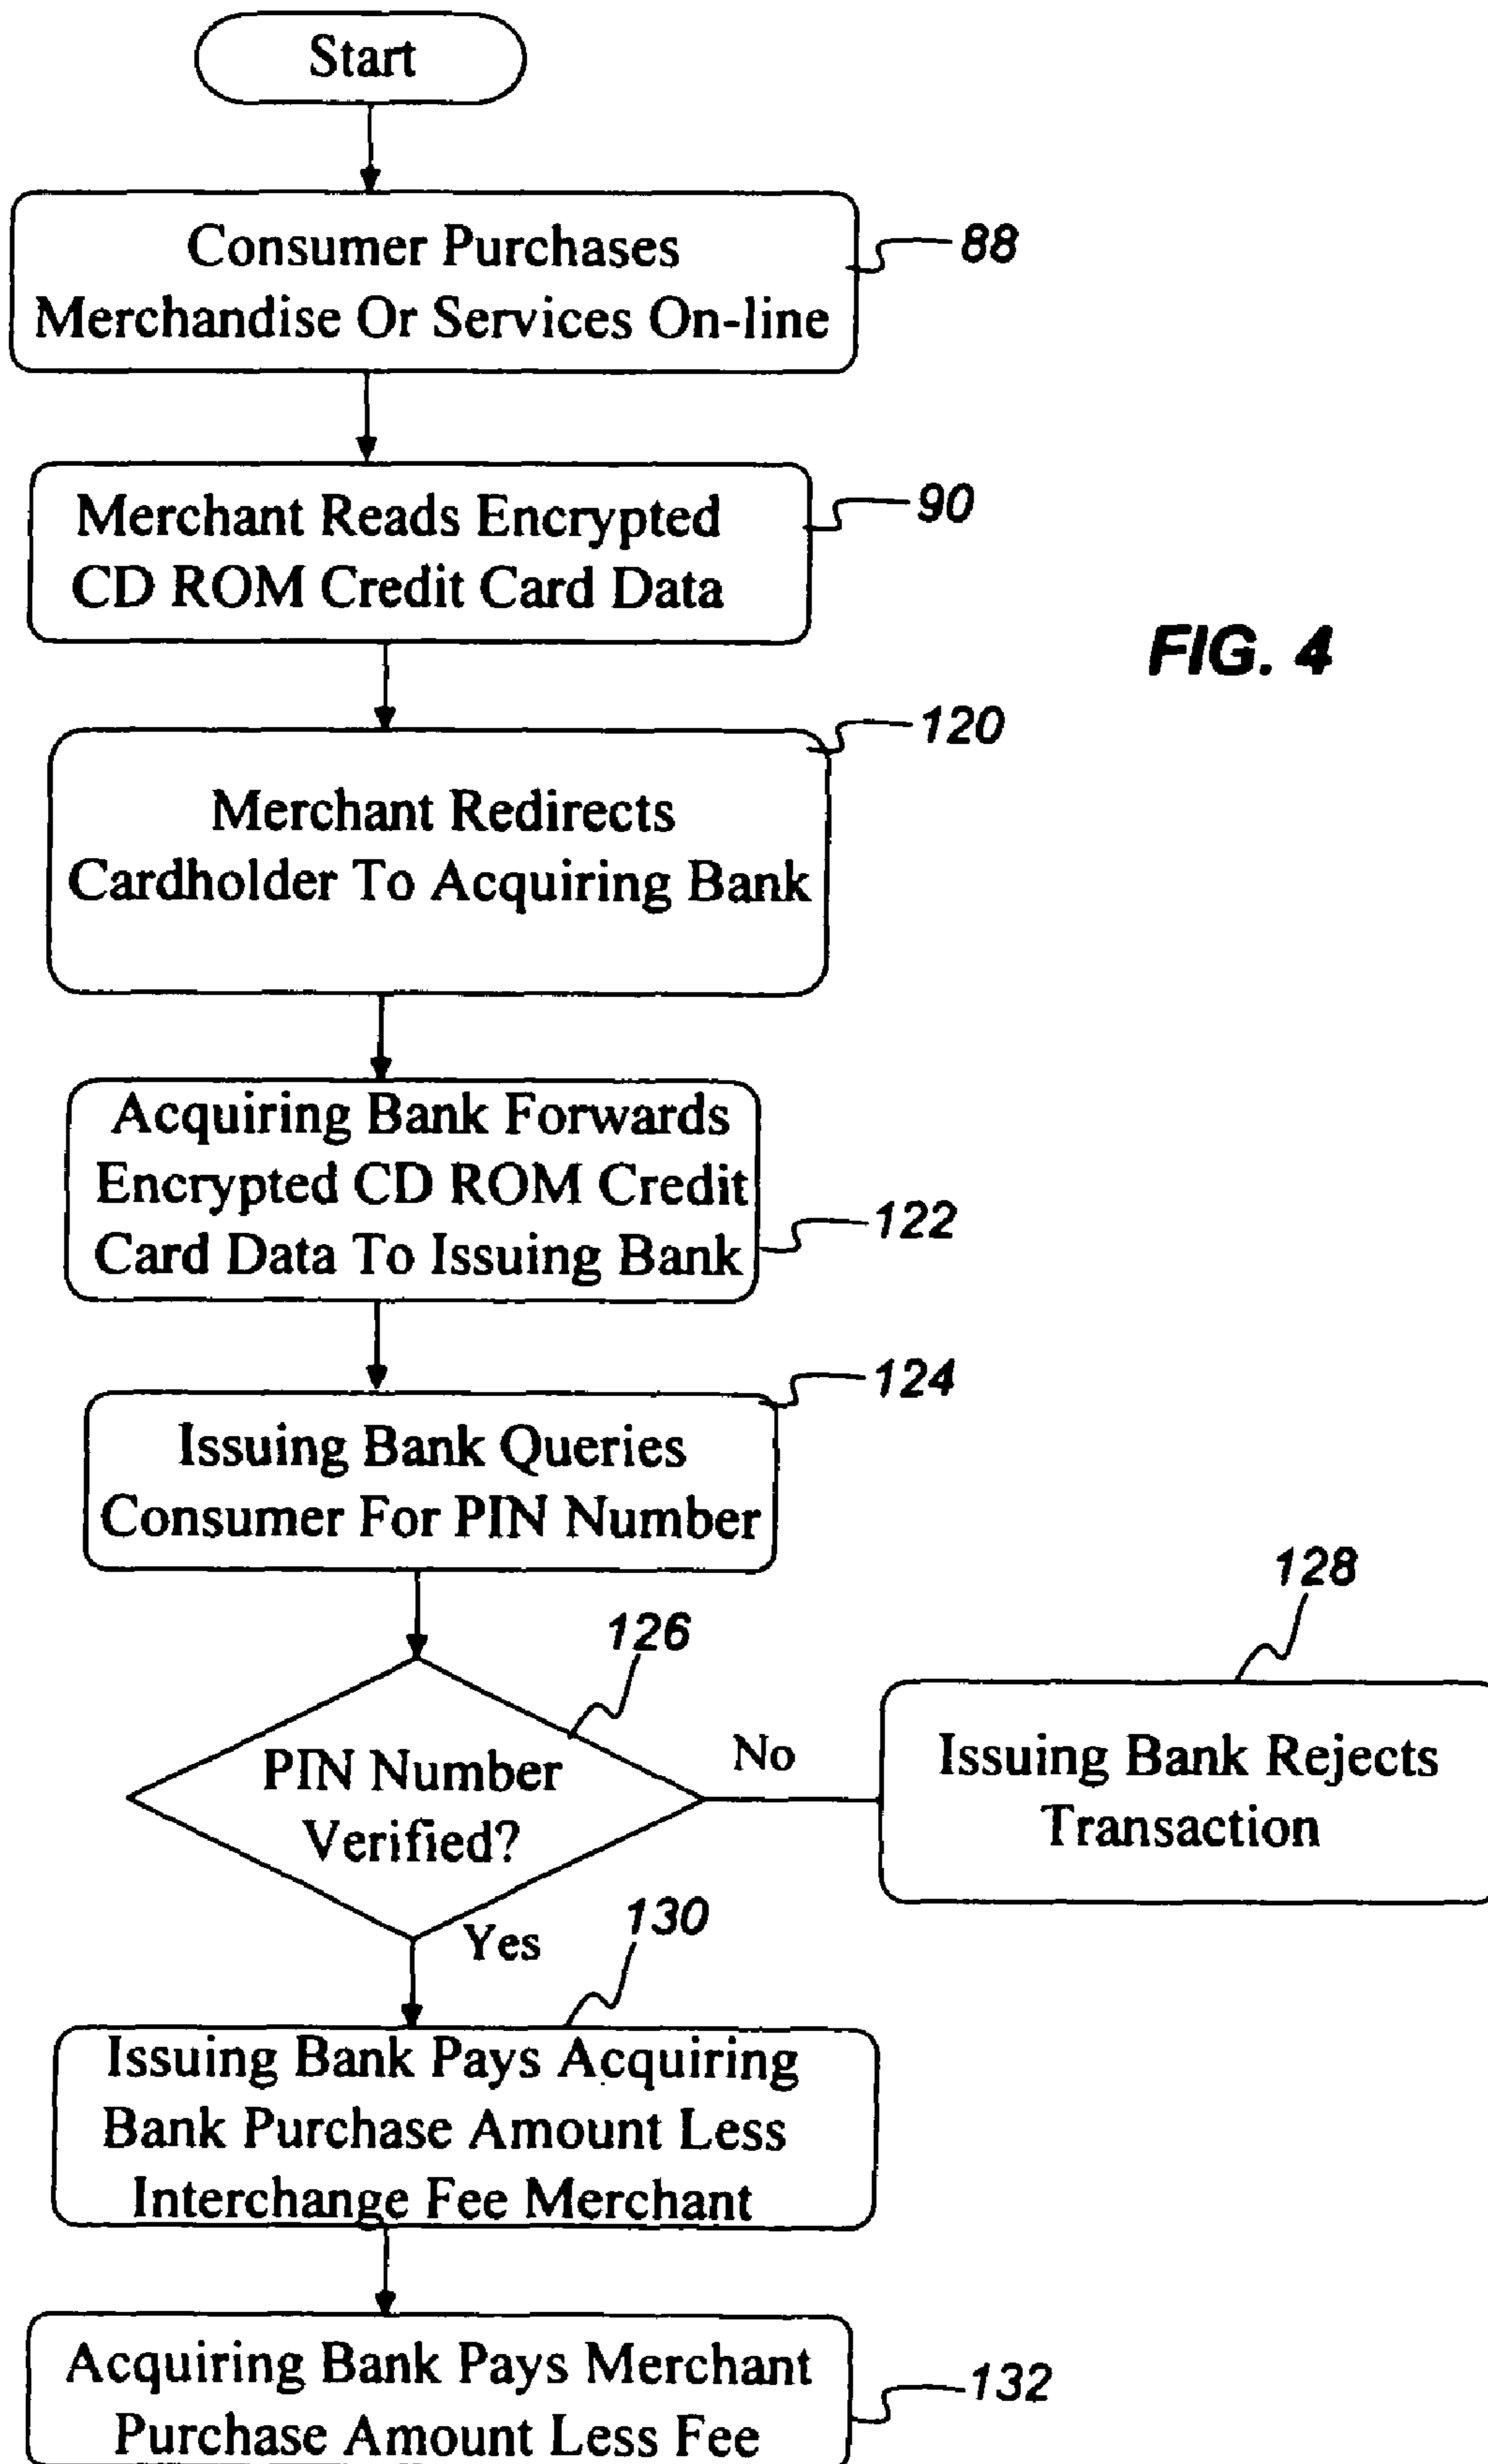 Start
Consumer Purchases
Merchandise Or Services On-line
88
Merchant Reads Encrypted
CD ROM Credit Card Data
90
FIG. 4
120
Merchant Redirects
Cardholder To Acquiring Bank
Acquiring Bank Forwards
Encrypted CD ROM Credit
Card Data To Issuing Bank
122
124
Issuing Bank Queries
Consumer For PIN Number
126
128
PIN Number
Verified?
No
Issuing Bank Rejects
Transaction
Yes
130
Issuing Bank Pays Acquiring
Bank Purchase Amount Less
Interchange Fee Merchant
Acquiring Bank Pays Merchant
Purchase Amount Less Fee
132